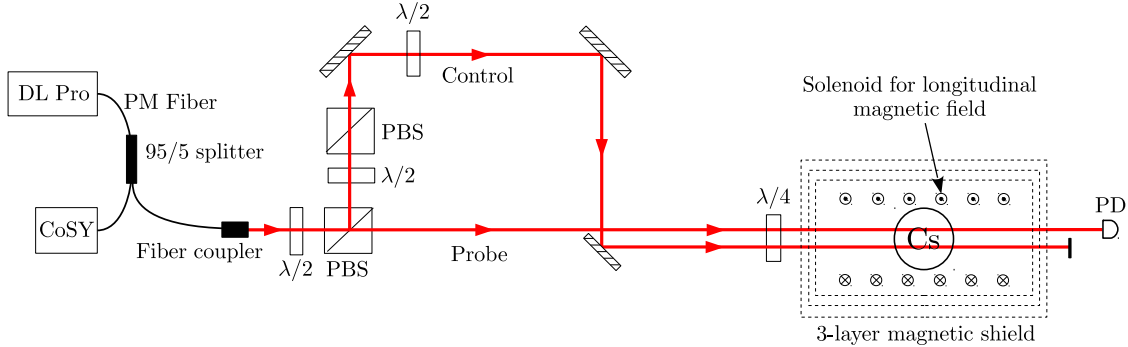 λ/2
Control
DL Pro
PM Fiber
95/5 splitter
PBS
λ/2
CoSY
Fiber coupler
λ/2
PBS
Probe
Solenoid for longitudinal
magnetic field
λ/4
Cs
PD
3-layer magnetic shield